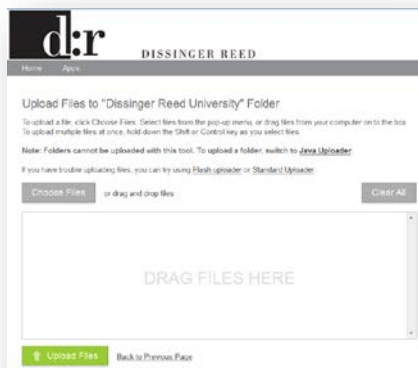 d:r
DISSINGER REED
Home Apps
Upload Files to "Dissinger Reed University" Folder
To upload a file, click Choose Files. Select files from the pop-up menu, or drag files from your computer on to the box
To upload multiple files at once, hold down the Shift or Control key as you select files.
Note: Folders cannot be uploaded with this tool. To upload a folder, switch to Java Uploader
If you have trouble uploading files, you can try using Flash uploader or Standard Uploader
Choose Files or drag and drop files Clear All
DRAG FILES HERE
Upload Files Back to Previous Page